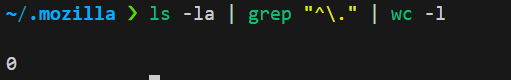 ~/.mozilla ❯ ls -la | grep "^\." | wc -l
0